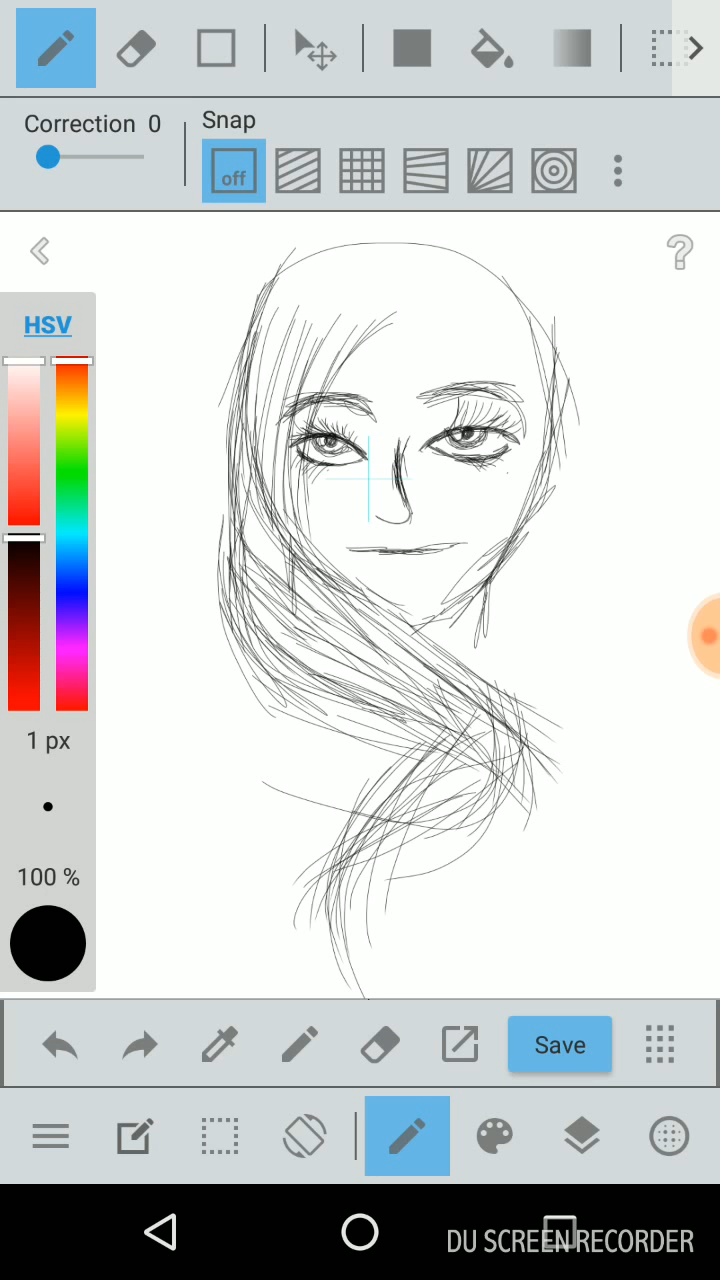 Correction 0
Snap
off
HSV
1 px
100 %
Save
DU SCREEN RECORDER